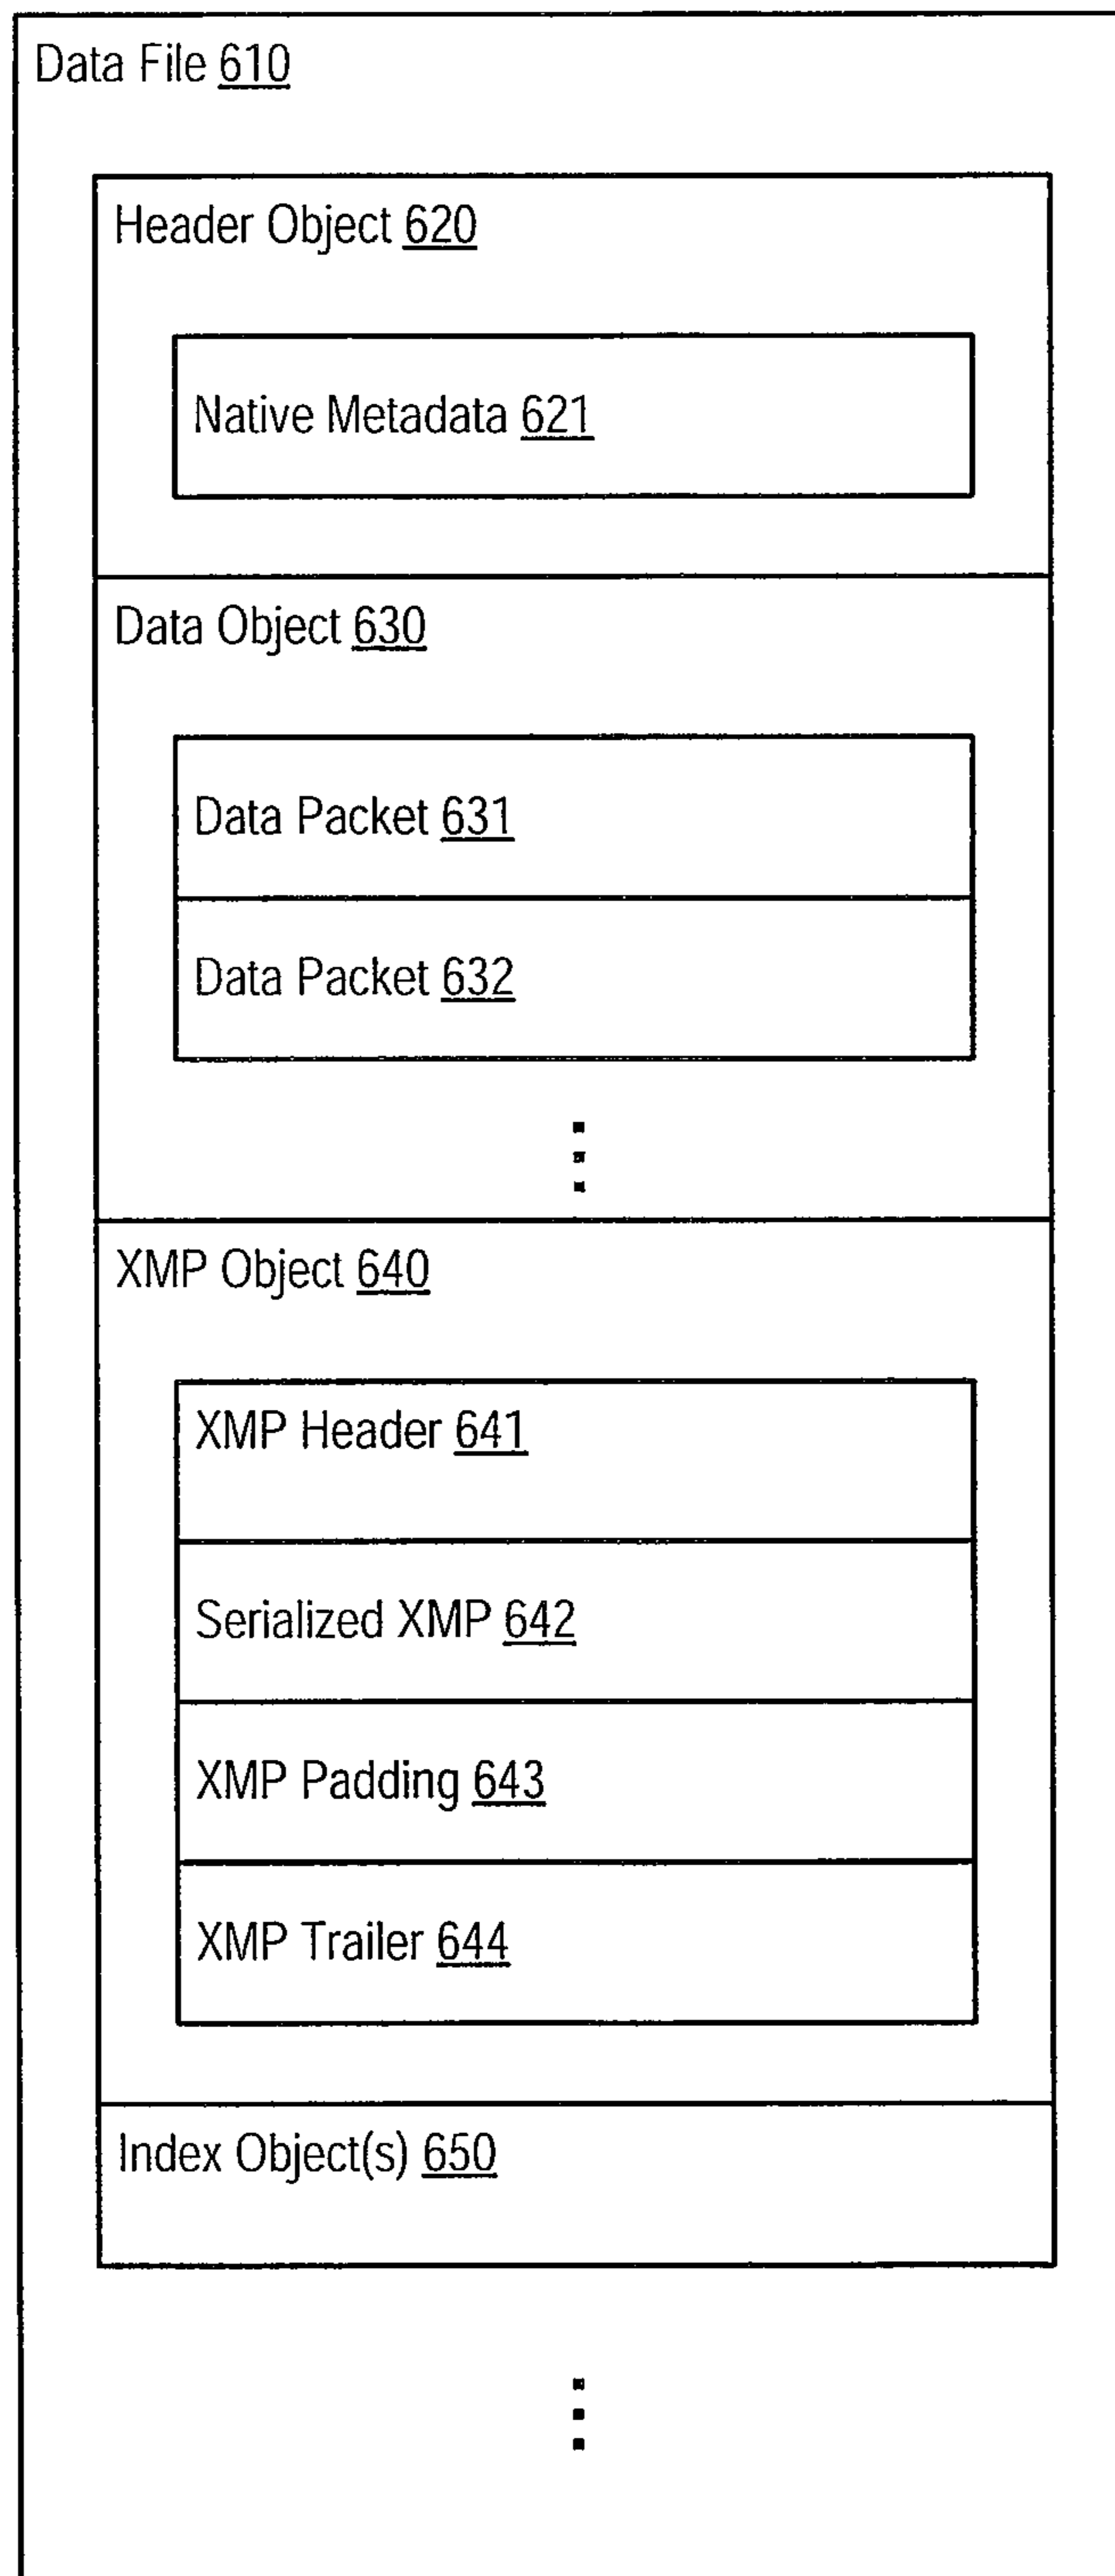 Data File 610
Header Object 620
Native Metadata 621
Data Object 630
Data Packet 631
Data Packet 632
XMP Object 640
XMP Header 641
Serialized XMP 642
XMP Padding 643
XMP Trailer 644
Index Object(s) 650